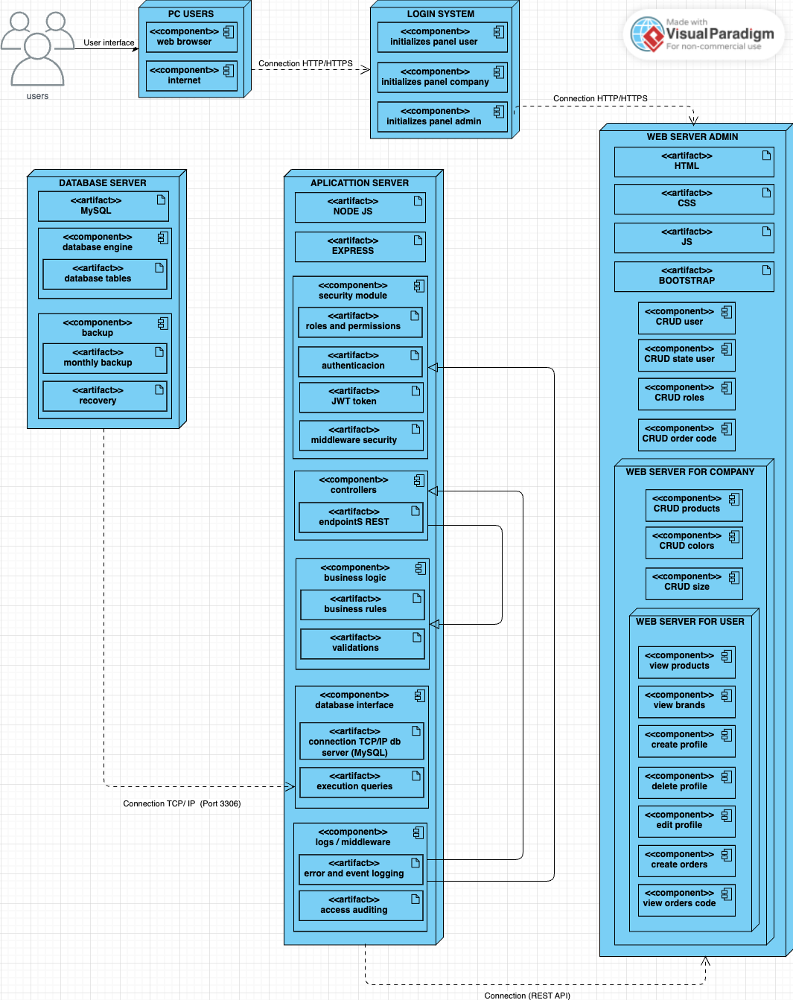 PC USERS
<<component>>
web browser
<<component>>
internet
users
User interface
Connection HTTP/HTTPS
LOGIN SYSTEM
<<component>>
initializes panel user
<<component>>
initializes panel company
<<component>>
initializes panel admin
Made with
Visual Paradigm
For non-commercial use
Connection HTTP/HTTPS
DATABASE SERVER
<<artifact>>
MySQL
<<component>>
database engine
<<artifact>>
database tables
<<component>>
backup
<<artifact>>
monthly backup
<<artifact>>
recovery
Connection TCP/ IP (Port 3306)
APLICATTION SERVER
<<artifact>>
NODE JS
<<artifact>>
EXPRESS
<<component>>
security module
<<artifact>>
roles and permissions
<<artifact>>
authenticacion
<<artifact>>
JWT token
<<artifact>>
middleware security
<<component>>
controllers
<<artifact>>
endpointS REST
<<component>>
business logic
<<artifact>>
business rules
<<artifact>>
validations
<<component>>
database interface
<<artifact>>
connection TCP/IP db
server (MySQL)
<<artifact>>
execution queries
<<component>>
logs / middleware
<<artifact>>
error and event logging
<<artifact>>
access auditing
WEB SERVER ADMIN
<<artifact>>
HTML
<<artifact>>
CSS
<<artifact>>
JS
<<artifact>>
BOOTSTRAP
<<component>>
CRUD user
<<component>>
CRUD state user
<<component>>
CRUD roles
<<component>>
CRUD order code
WEB SERVER FOR COMPANY
<<component>>
CRUD products
<<component>>
CRUD colors
<<component>>
CRUD size
WEB SERVER FOR USER
<<component>>
view products
<<component>>
view brands
<<component>>
create profile
<<component>>
delete profile
<<component>>
edit profile
<<component>>
create orders
<<component>>
view orders code
Connection (REST API)